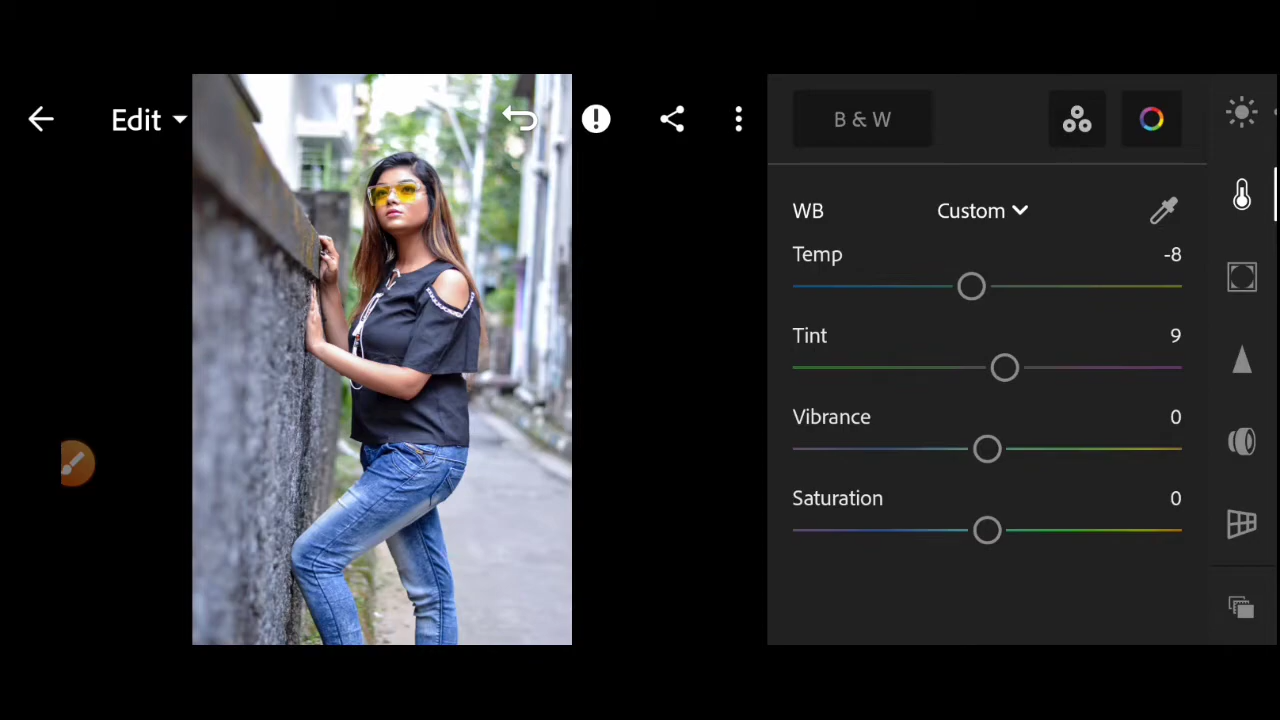 Edit
B & W
WB Custom
Temp -8
Tint 9
Vibrance 0
Saturation 0